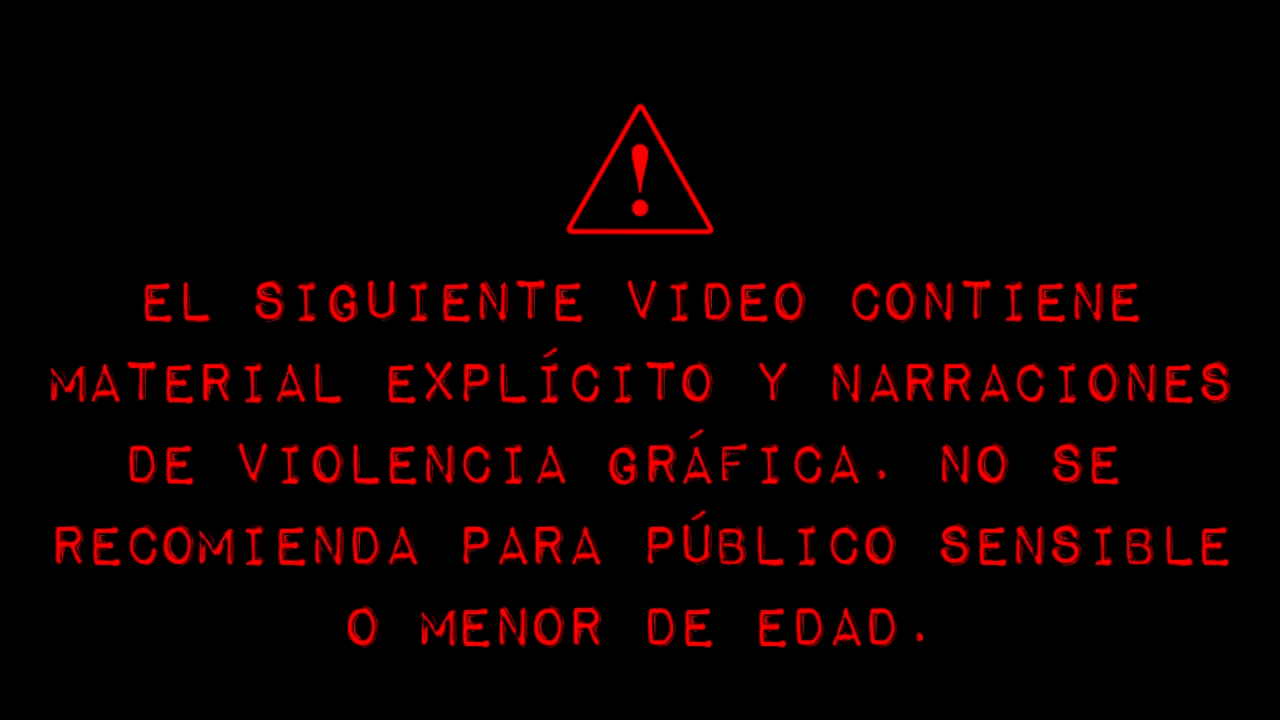 EL SIGUIENTE VIDEO CONTIENE
MATERIAL EXPLÍCITO Y NARRACIONES
DE VIOLENCIA GRÁFICA. NO SE
RECOMIENDA PARA PÚBLICO SENSIBLE
O MENOR DE EDAD.